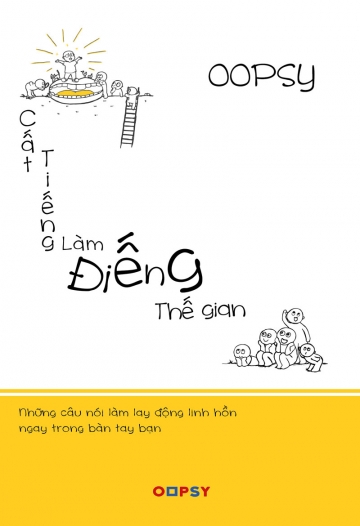 OOPSY
Cất
Tiếng
Làm
Điếng
Thế gian
Những câu nói làm lay động linh hồn
ngay trong bàn tay bạn
OOPSY